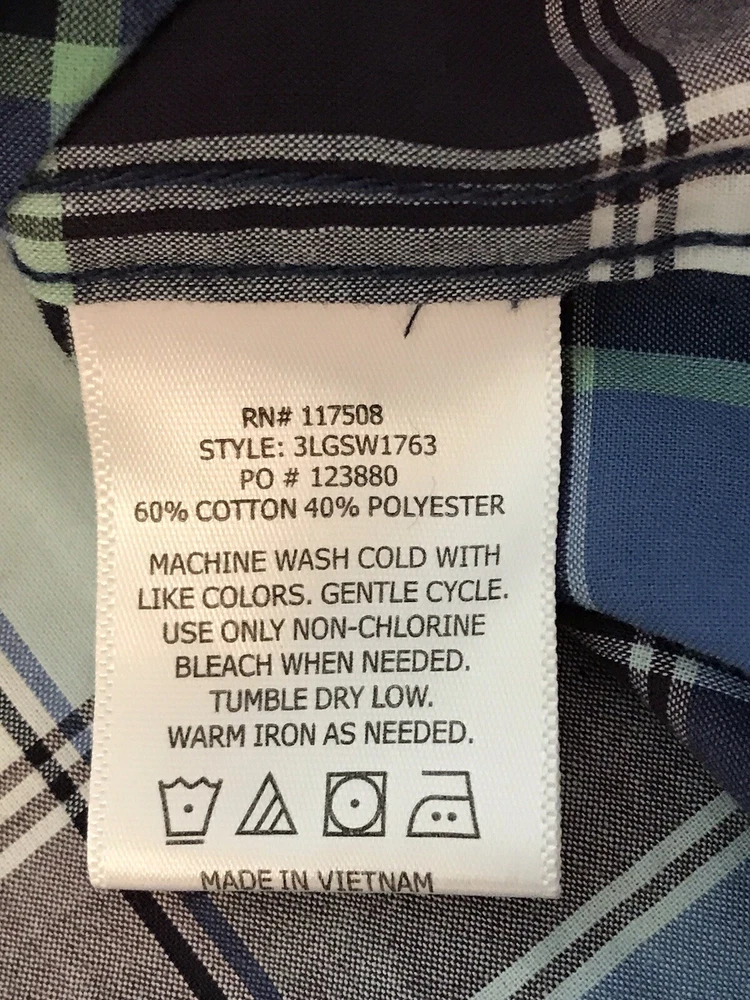 RN# 117508
STYLE: 3LGSW1763
PO # 123880
60% COTTON 40% POLYESTER
MACHINE WASH COLD WITH
LIKE COLORS. GENTLE CYCLE.
USE ONLY NON-CHLORINE
BLEACH WHEN NEEDED.
TUMBLE DRY LOW.
WARM IRON AS NEEDED.
MADE IN VIETNAM